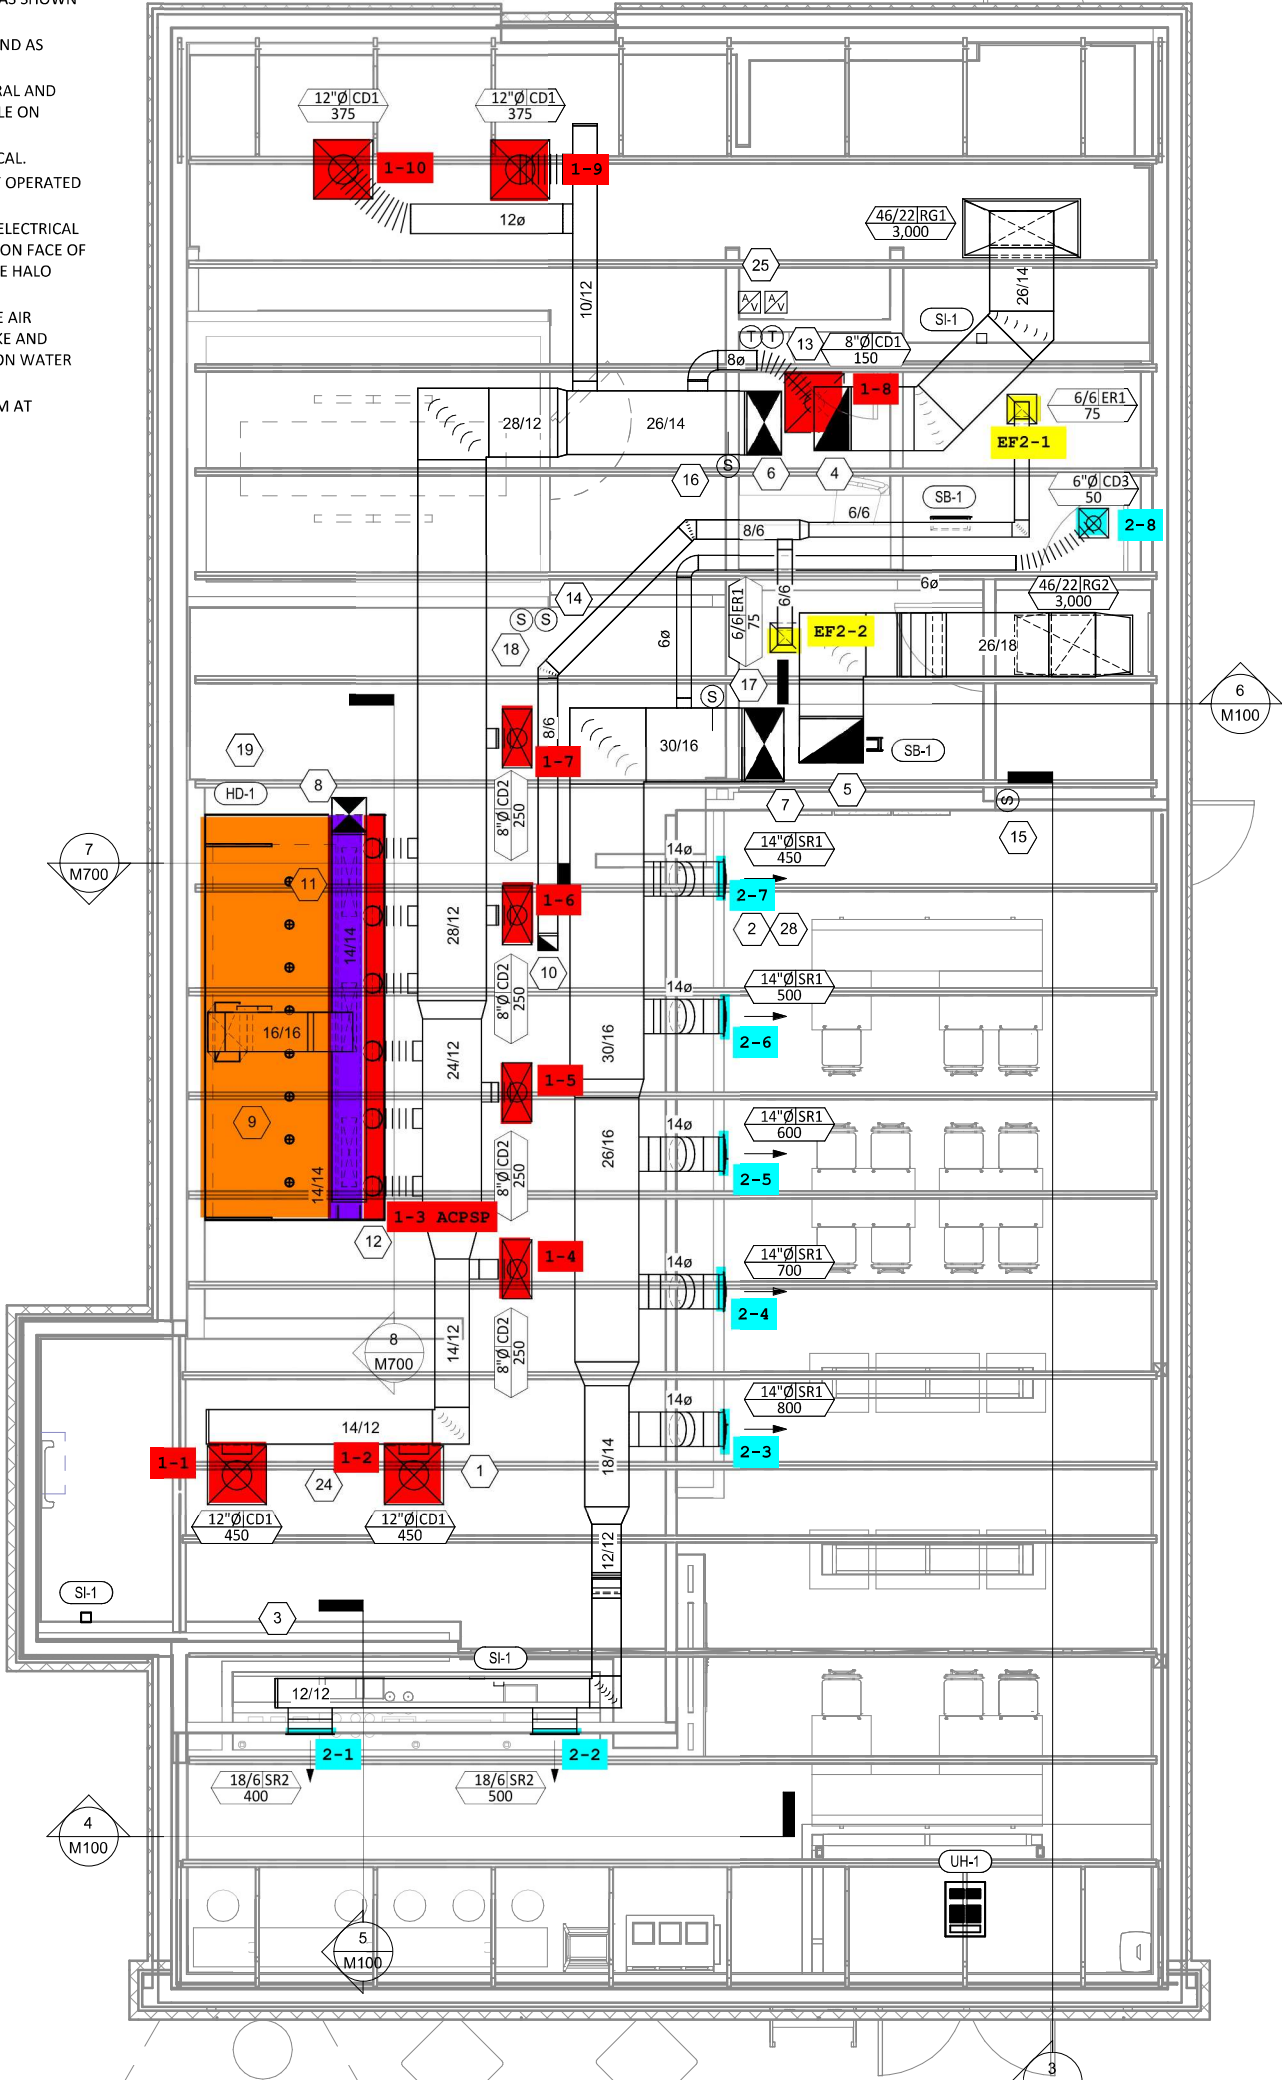 AS SHOWN
ND AS
RAL AND
LE ON
CAL.
OPERATED
ELECTRICAL
ON FACE OF
E HALO
E AIR
KE AND
ON WATER
M AT
12"Ø CD1
375
12"Ø CD1
375
1-10
1-9
12ø
46/22 RG1
3,000
25
10/12
26/14
A/V A/V
SI-1
T T
13
8"Ø CD1
150
8ø
1-8
6/6 ER1
75
28/12
26/14
EF2-1
16
S
6
4
6"Ø CD3
50
SB-1
6/6
8/6
2-8
6ø
14
46/22 RG2
3,000
6/6 ER1
75
6/6
S S
18
6ø
EF2-2
26/18
17
S
6
M100
8/6
19
30/16
SB-1
1-7
HD-1
8
8"Ø CD2
250
7
5
S
15
7
M700
14ø
14"Ø SR1
450
11
2-7
1-6
28/12
14/14
2
28
10
8"Ø CD2
250
14ø
14"Ø SR1
500
16/16
24/12
30/16
2-6
1-5
9
14ø
14"Ø SR1
600
26/16
8"Ø CD2
250
2-5
14/14
1-3 ACPSP
12
1-4
14ø
14"Ø SR1
700
2-4
8
M700
14/12
8"Ø CD2
250
14ø
14"Ø SR1
800
14/12
1-1
1-2
24
1
18/14
2-3
12"Ø CD1
450
12"Ø CD1
450
12/12
SI-1
3
SI-1
12/12
2-1
2-2
18/6 SR2
400
18/6 SR2
500
4
M100
UH-1
5
M100
3